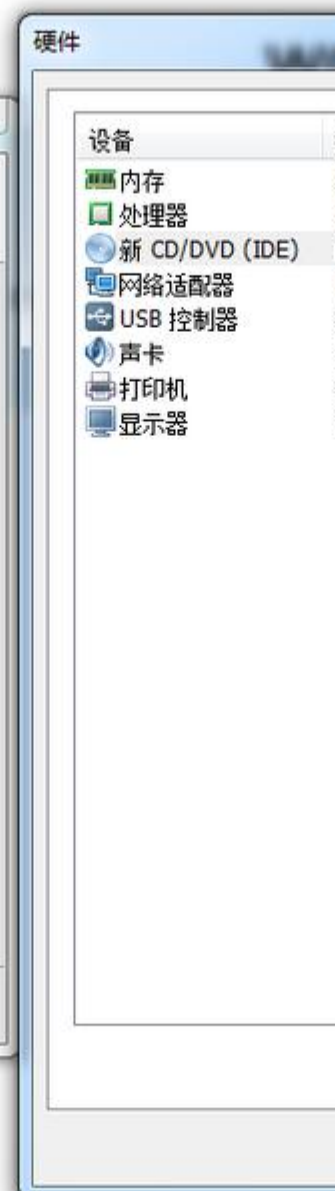 硬件
设备
内存
处理器
新 CD/DVD (IDE)
网络适配器
USB 控制器
声卡
打印机
显示器